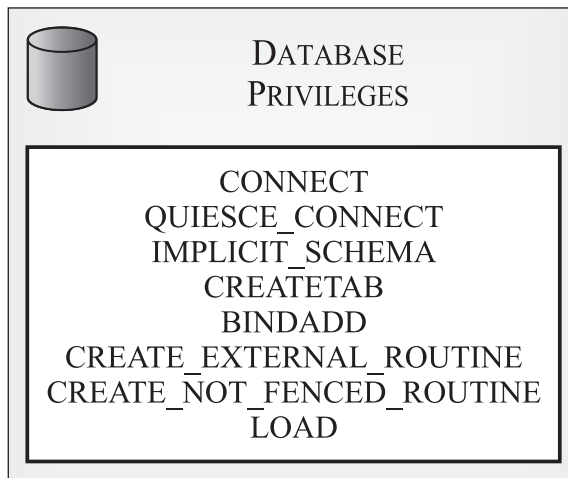 DATABASE
PRIVILEGES
CONNECT
QUIESCE_CONNECT
IMPLICIT_SCHEMA
CREATETAB
BINDADD
CREATE_EXTERNAL_ROUTINE
CREATE_NOT_FENCED_ROUTINE
LOAD